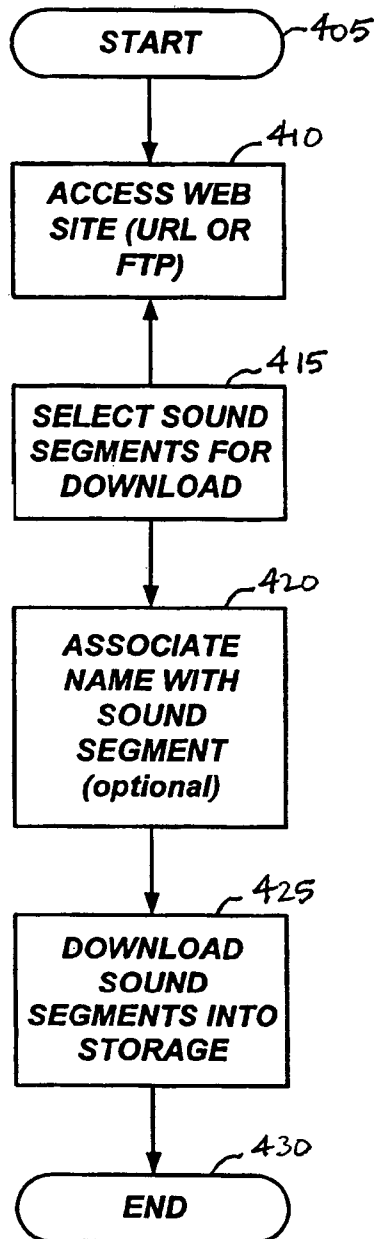 START
405
410
ACCESS WEB
SITE (URL OR
FTP)
415
SELECT SOUND
SEGMENTS FOR
DOWNLOAD
420
ASSOCIATE
NAME WITH
SOUND
SEGMENT
(optional)
425
DOWNLOAD
SOUND
SEGMENTS INTO
STORAGE
430
END